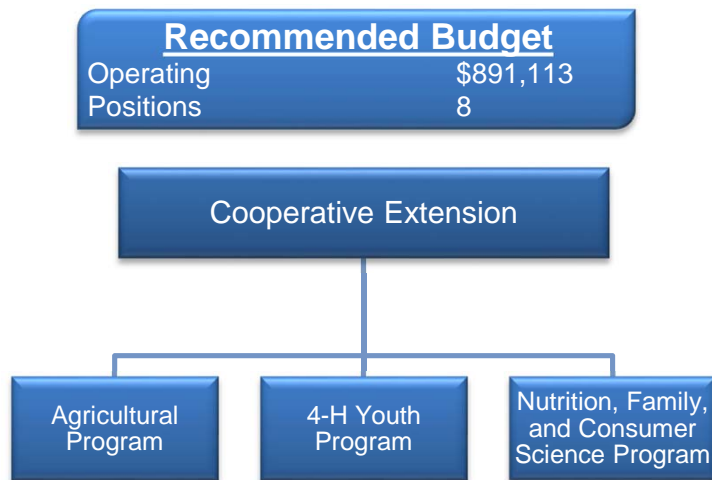 Recommended Budget
Operating $891,113
Positions 8
Cooperative Extension
Agricultural
Program
4-H Youth
Program
Nutrition, Family,
and Consumer
Science Program